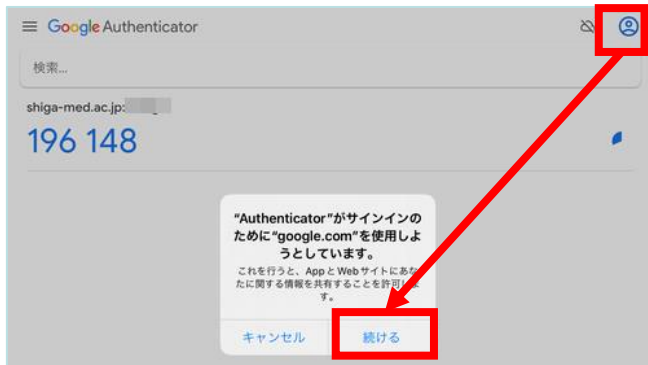 Google Authenticator
検索...
shiga-med.ac.jp:
196 148
"Authenticator"がサインインの
ために"google.com"を使用しよ
うとしています。
これを行うと、AppとWebサイトにあな
たに関する情報を共有することを許可しま
す。
キャンセル 続ける